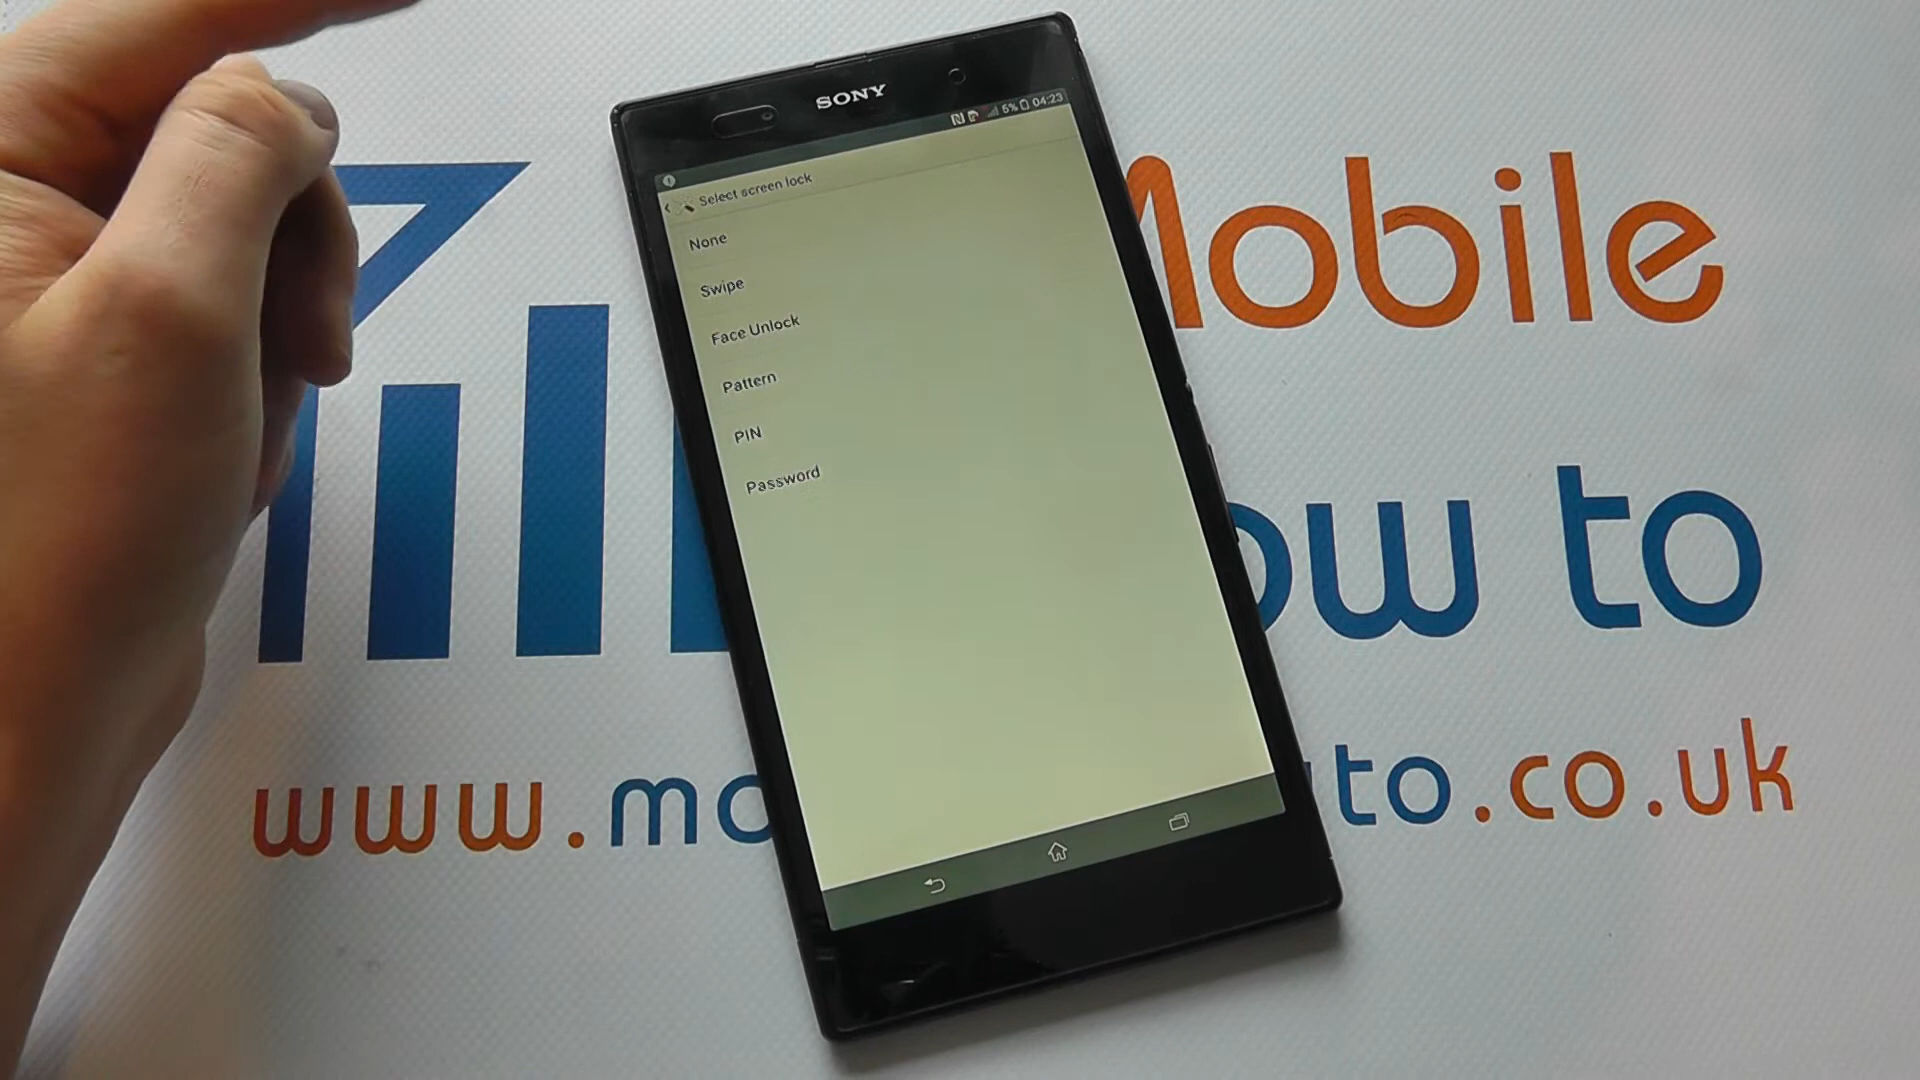 SONY
5% 04:23
Select screen lock
None
Swipe
Face Unlock
Pattern
PIN
Password
Mobile
ow to
www.mo to.co.uk